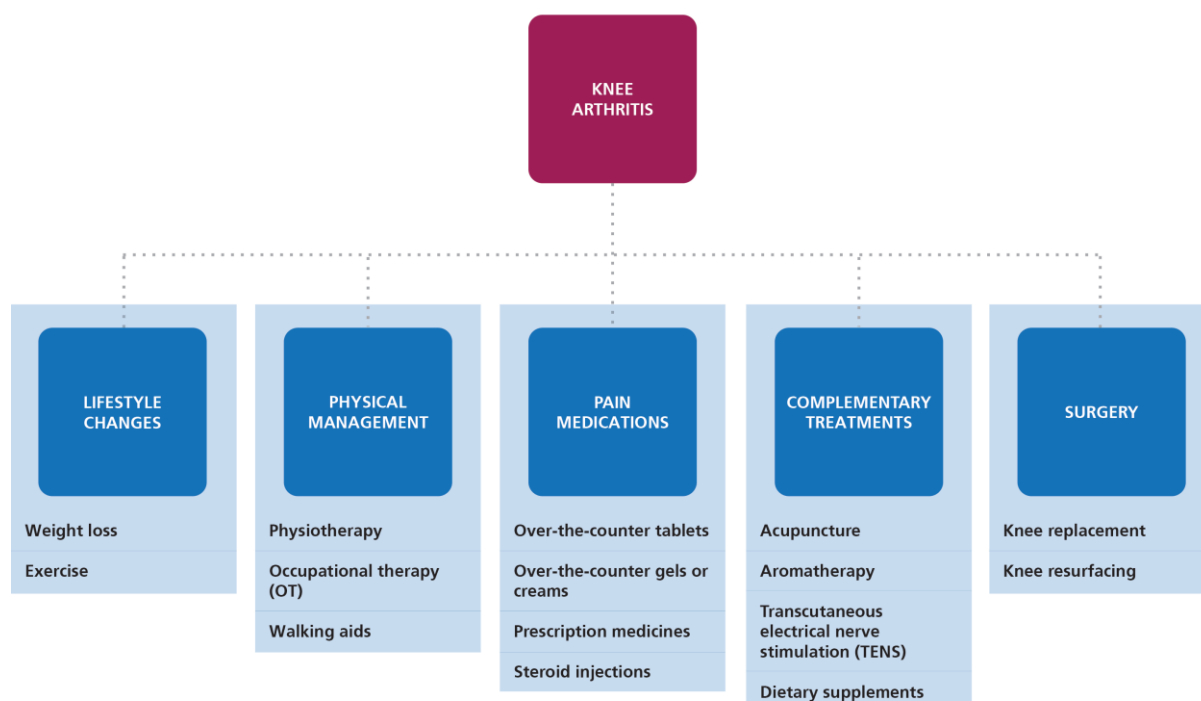 KNEE
ARTHRITIS
LIFESTYLE
CHANGES
Weight loss
Exercise
PHYSICAL
MANAGEMENT
Physiotherapy
Occupational therapy
(OT)
Walking aids
PAIN
MEDICATIONS
Over-the-counter tablets
Over-the-counter gels or
creams
Prescription medicines
Steroid injections
COMPLEMENTARY
TREATMENTS
Acupuncture
Aromatherapy
Transcutaneous
electrical nerve
stimulation (TENS)
Dietary supplements
SURGERY
Knee replacement
Knee resurfacing